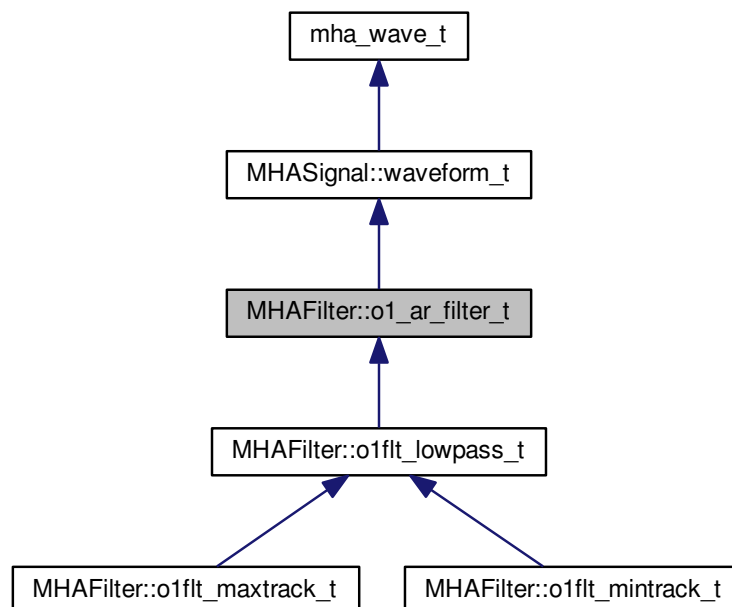 mha_wave_t
MHASignal::waveform_t
MHAFilter::o1_ar_filter_t
MHAFilter::o1flt_lowpass_t
MHAFilter::o1flt_maxtrack_t
MHAFilter::o1flt_mintrack_t